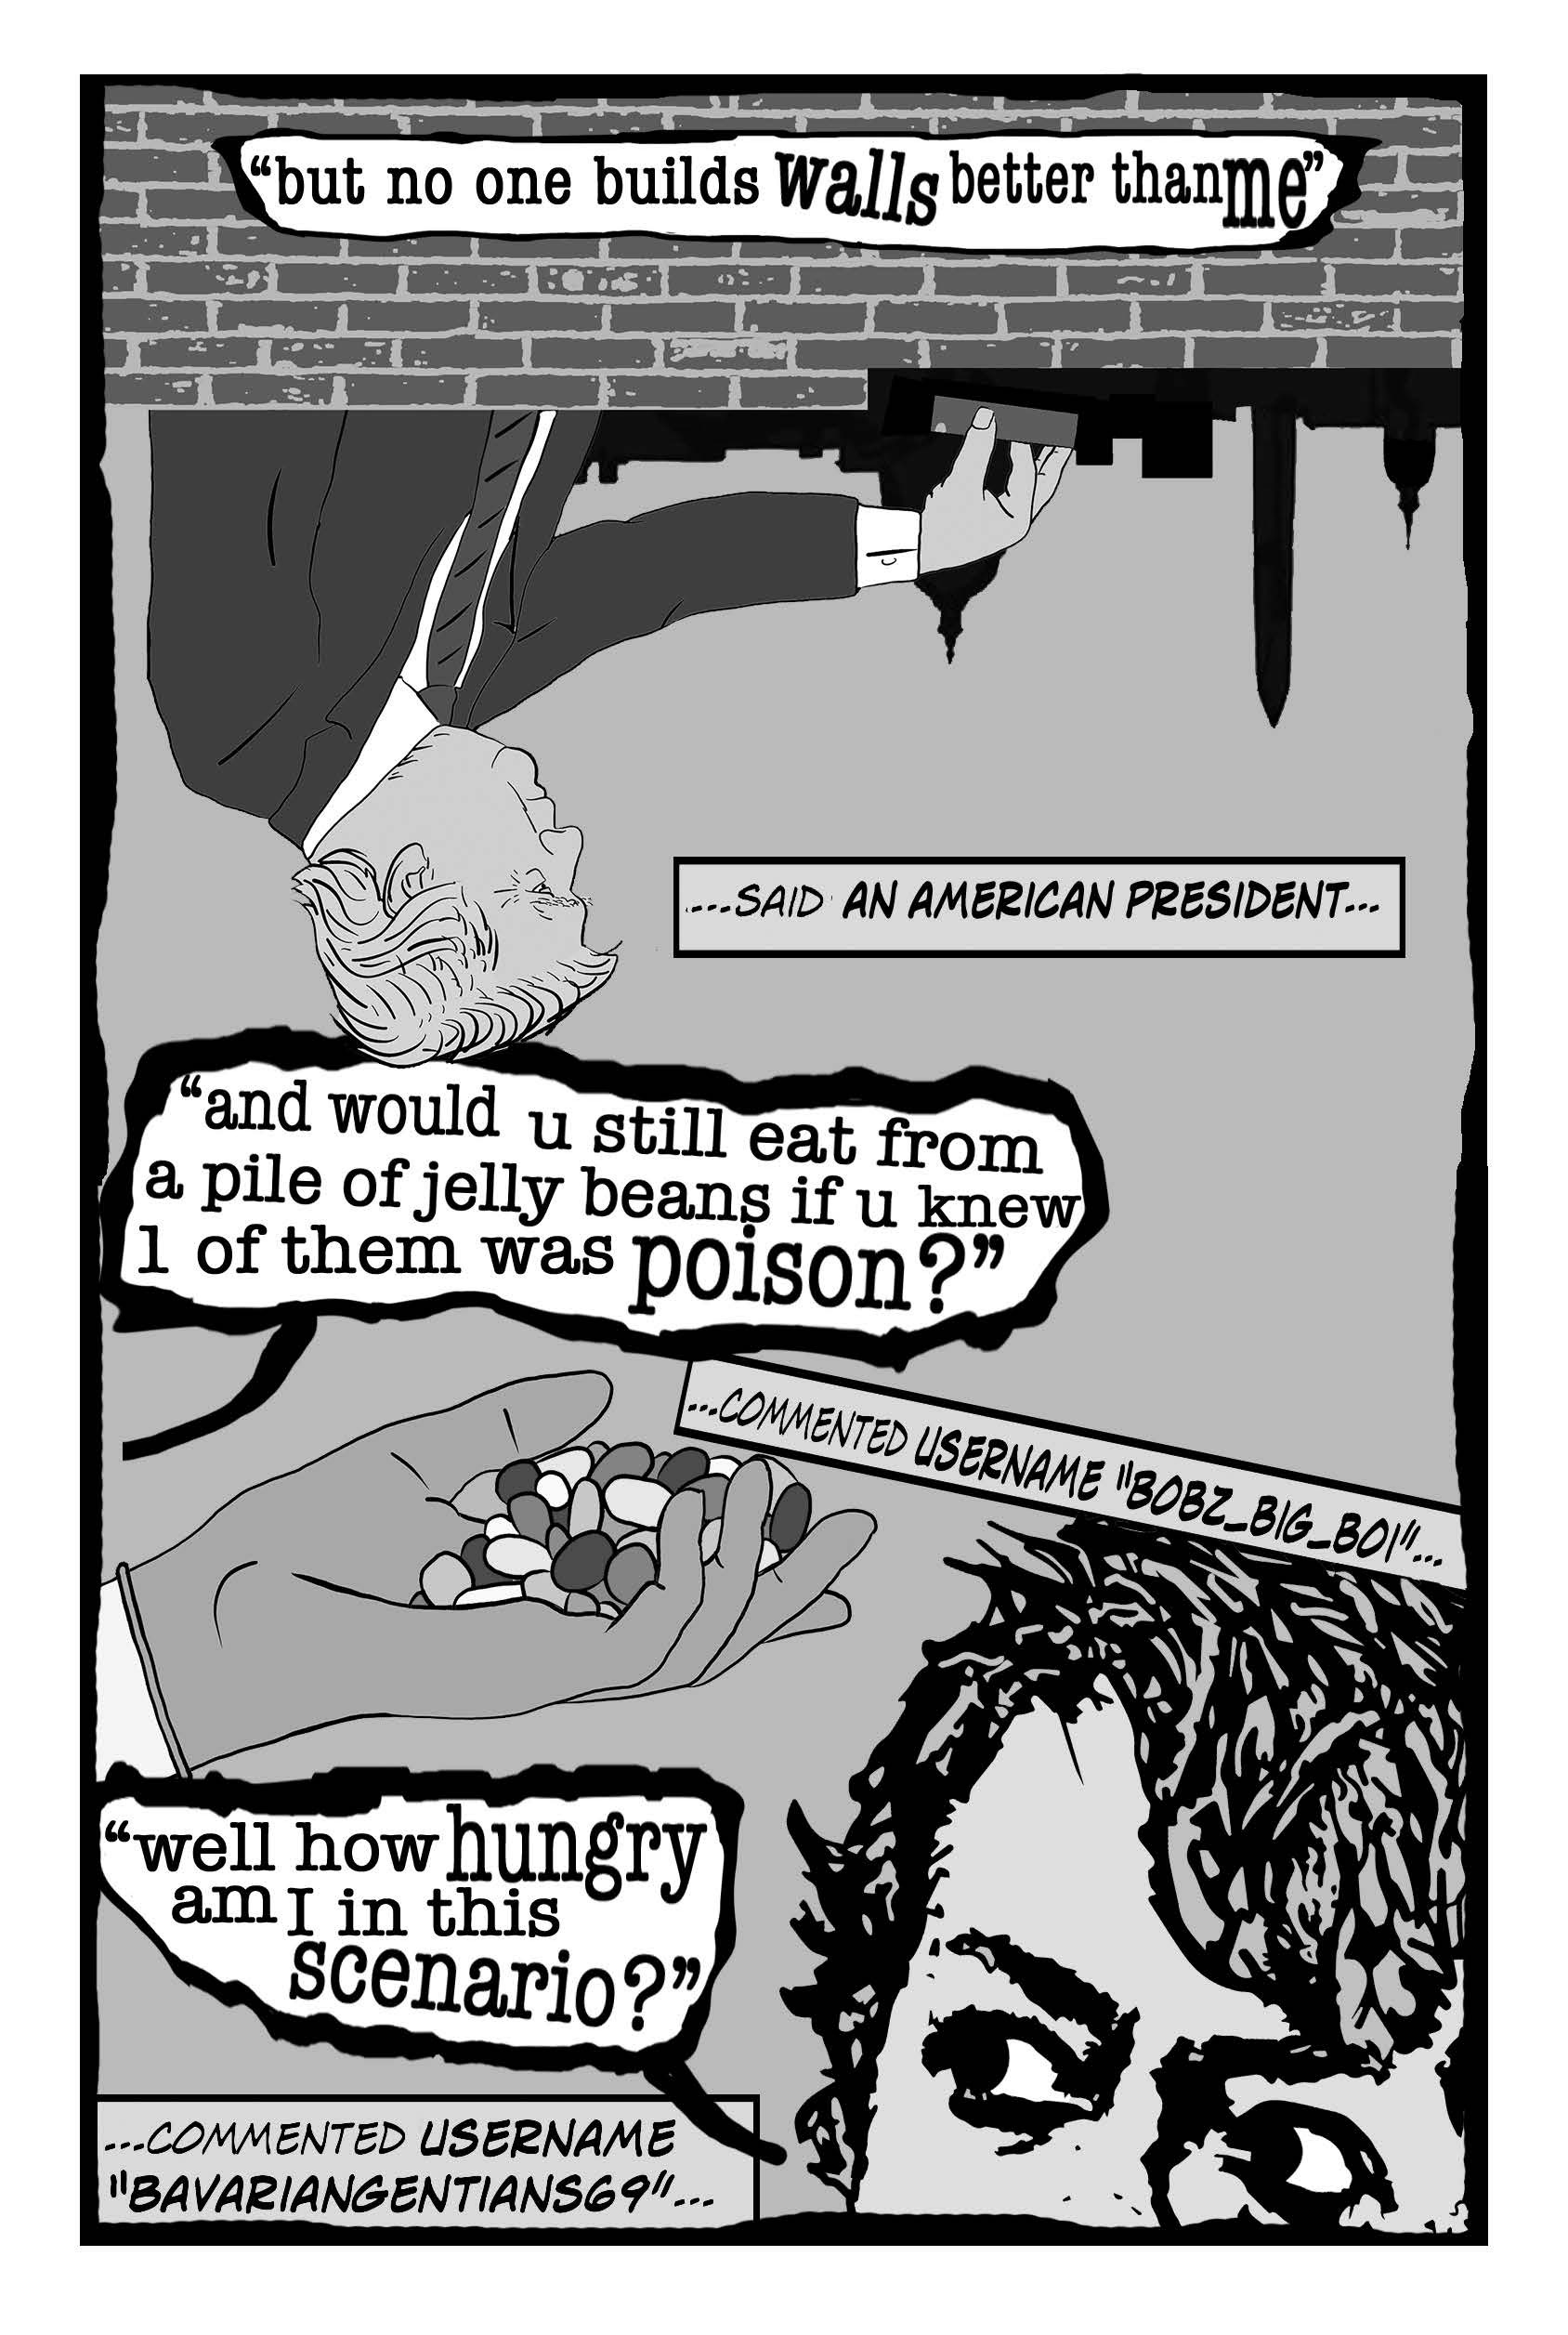 “but no one builds walls better than me”
...SAID AN AMERICAN PRESIDENT...
“and would u still eat from
a pile of jelly beans if u knew
1 of them was poison?”
...COMMENTED USERNAME "BOBZ_BIG_BOI"...
“well how hungry
am I in this
scenario?”
...COMMENTED USERNAME
"BAVARIANGENTIANS69"...